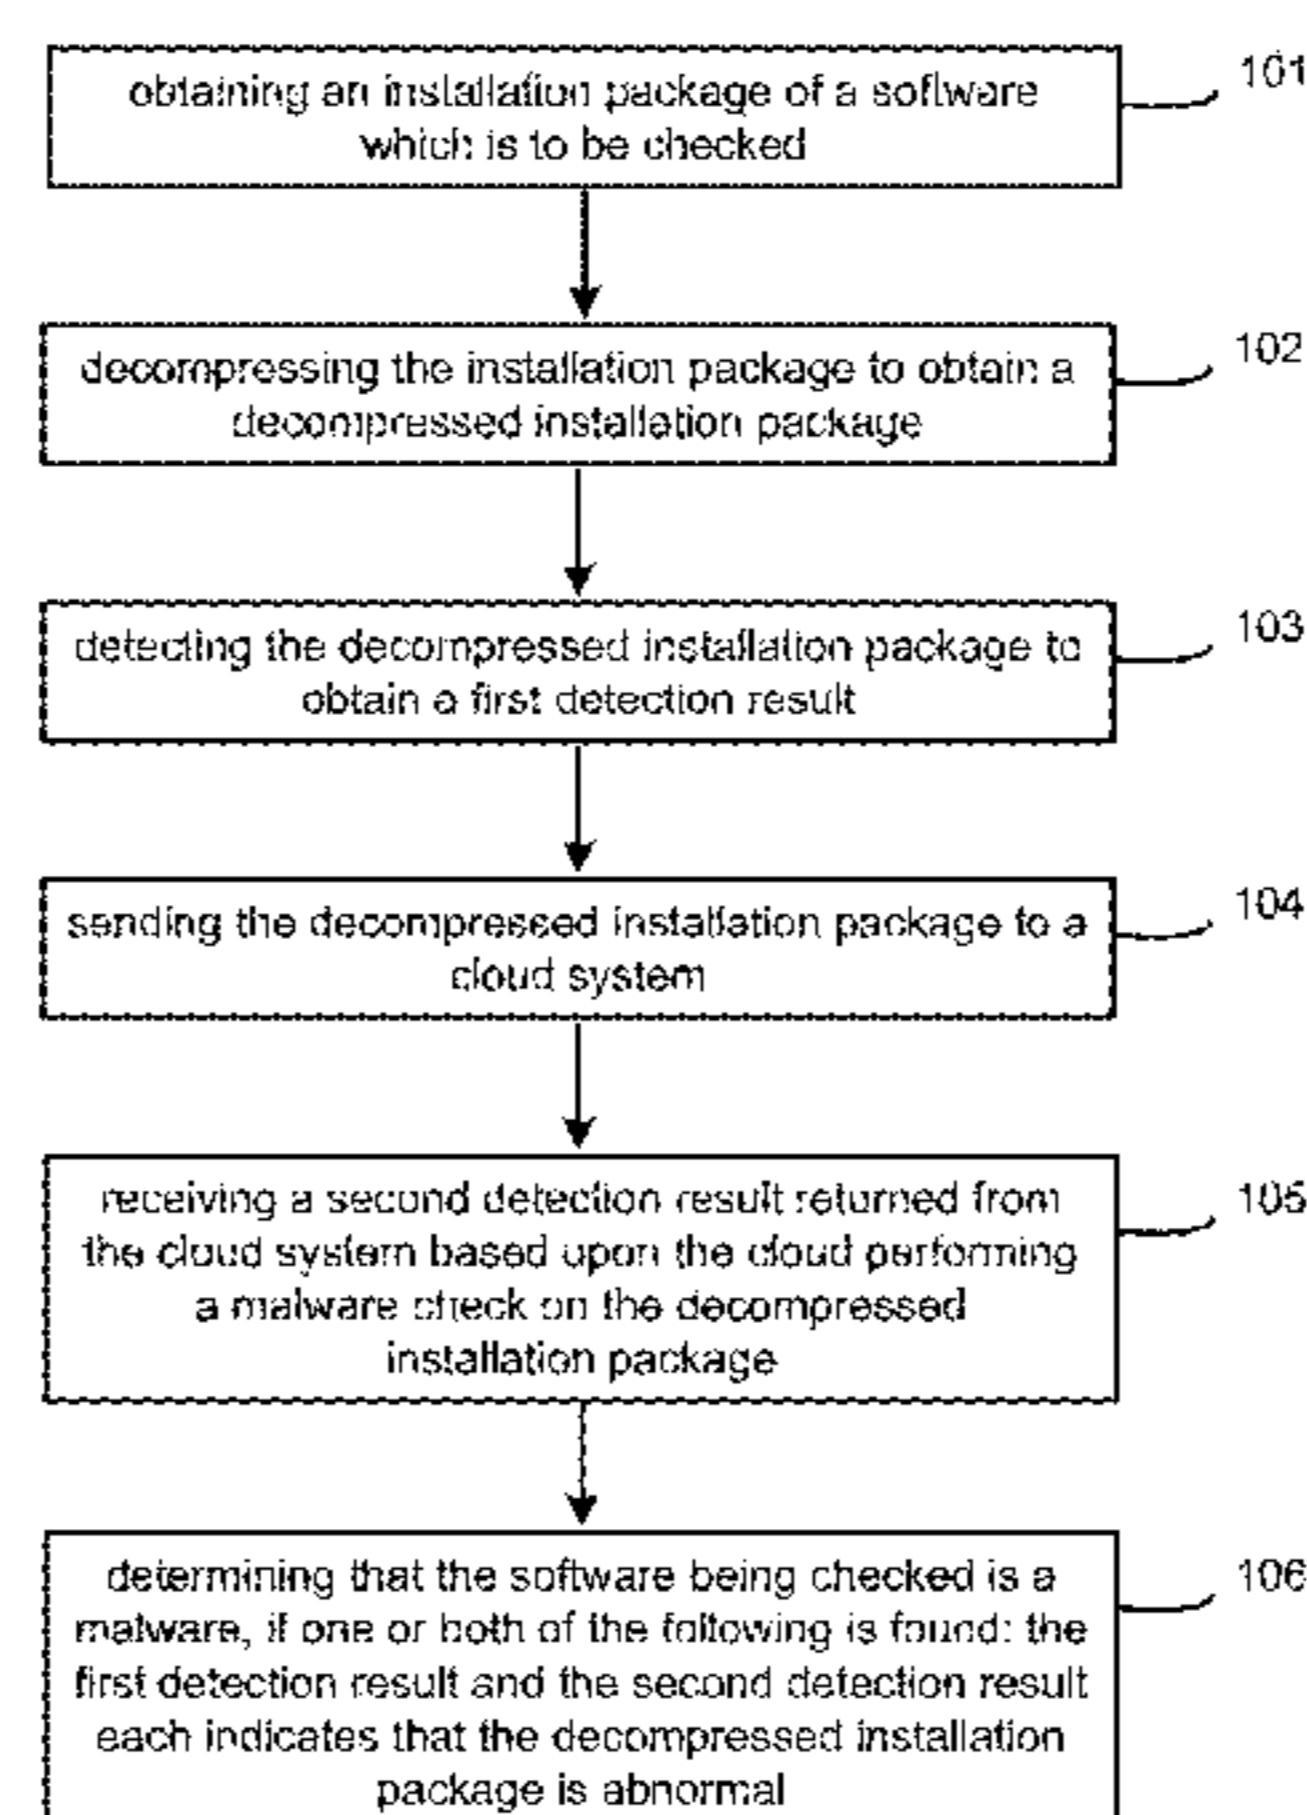 obtaining an installation package of a software
which is to be checked
101
decompressing the installation package to obtain a
decompressed installation package
102
detecting the decompressed installation package to
obtain a first detection result
103
sending the decompressed installation package to a
cloud system
104
receiving a second detection result returned from
the cloud system based upon the cloud performing
a malware check on the decompressed
installation package
105
determining that the software being checked is a
malware, if one or both of the following is found: the
first detection result and the second detection result
each indicates that the decompressed installation
package is abnormal
106